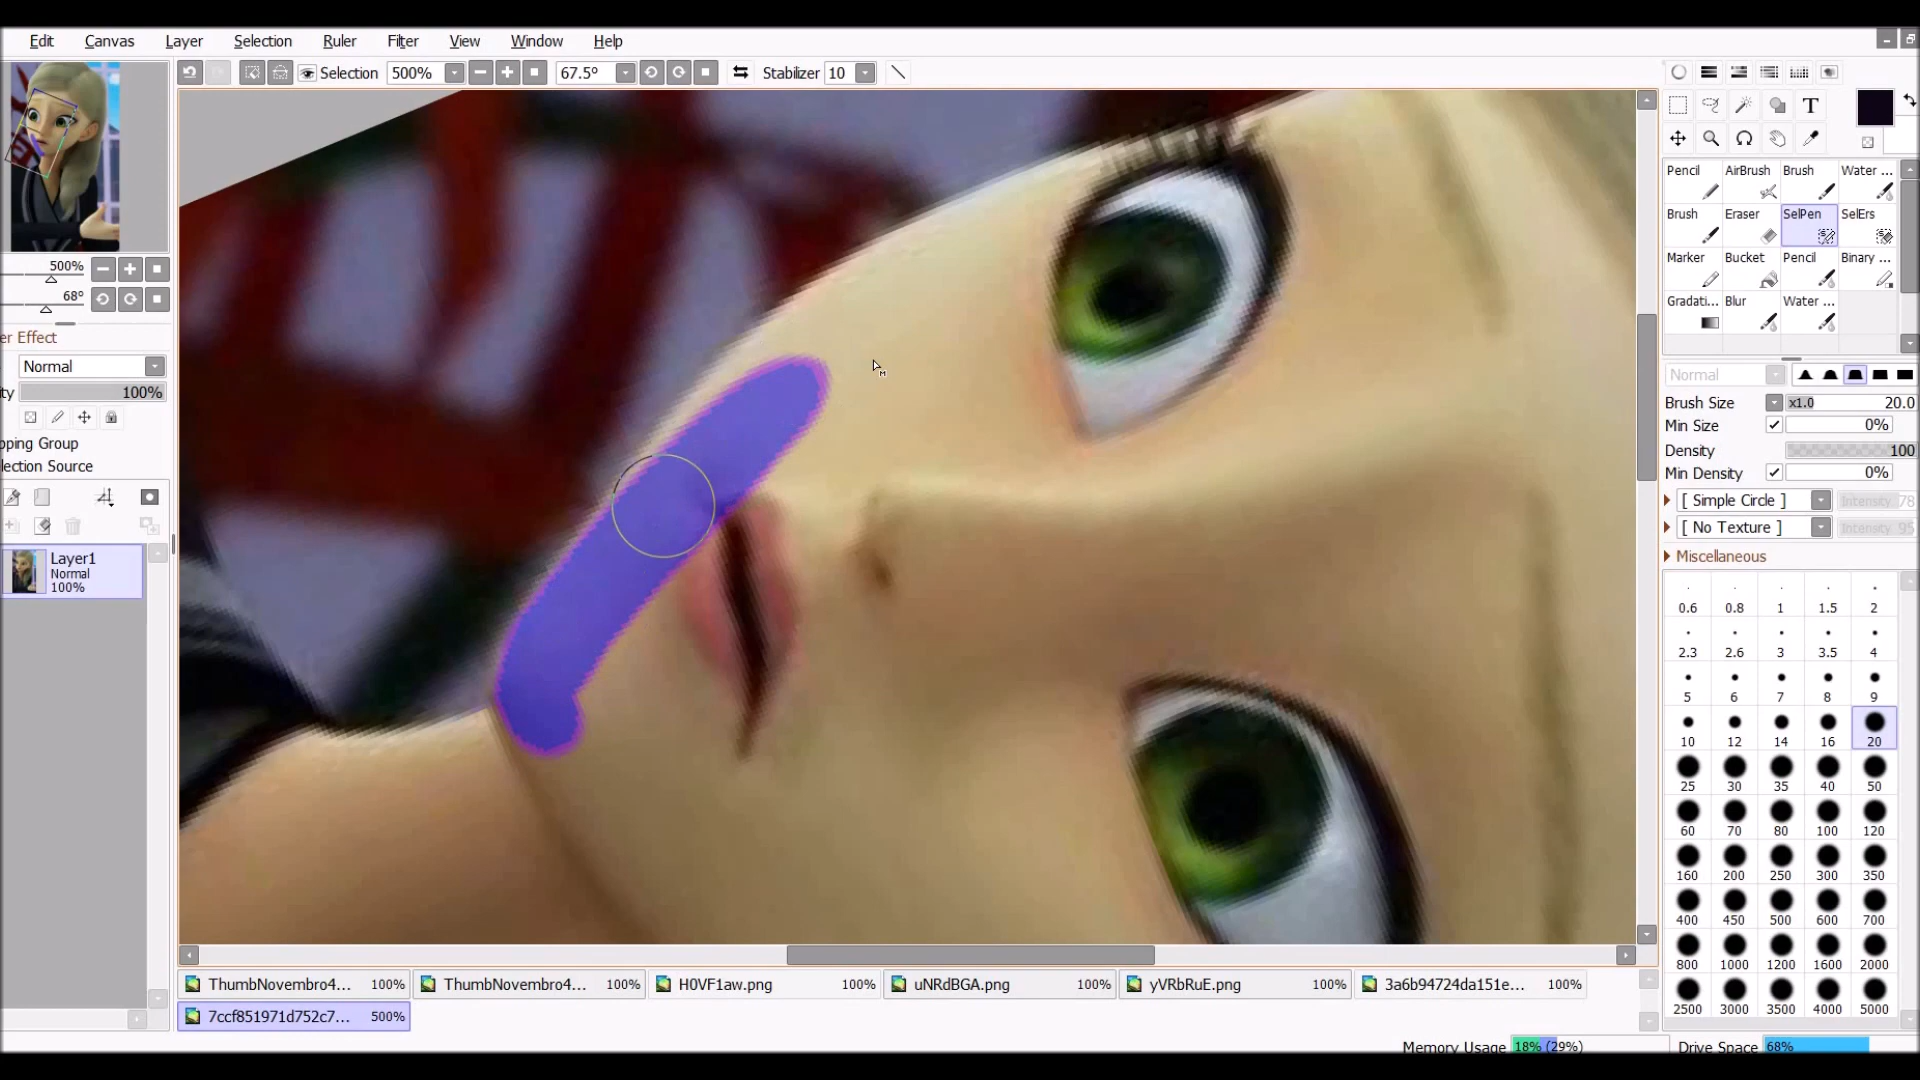 Edit Canvas Layer Selection Ruler Filter View Window Help
Selection 500% 67.5° Stabilizer 10
T
Pencil AirBrush Brush Water ...
Brush Eraser SelPen SelErs
Marker Bucket Pencil Binary ...
Gradati... Blur Water ...
500%
68°
er Effect
Normal
ty 100%
pping Group
lection Source
Layer1
Normal
100%
Normal
Brush Size x1.0 20.0
Min Size 0%
Density 100
Min Density 0%
[ Simple Circle ] Intensity 78
[ No Texture ] Intensity 95
Miscellaneous
0.6 0.8 1 1.5 2
2.3 2.6 3 3.5 4
5 6 7 8 9
10 12 14 16 20
25 30 35 40 50
60 70 80 100 120
160 200 250 300 350
400 450 500 600 700
800 1000 1200 1600 2000
2500 3000 3500 4000 5000
ThumbNovembro4... 100% ThumbNovembro4... 100% H0VF1aw.png 100% uNRdBGA.png 100% yVRbRuE.png 100% 3a6b94724da151e... 100%
7ccf851971d752c7... 500%
Memory Usage 18% (29%) Drive Space 68%